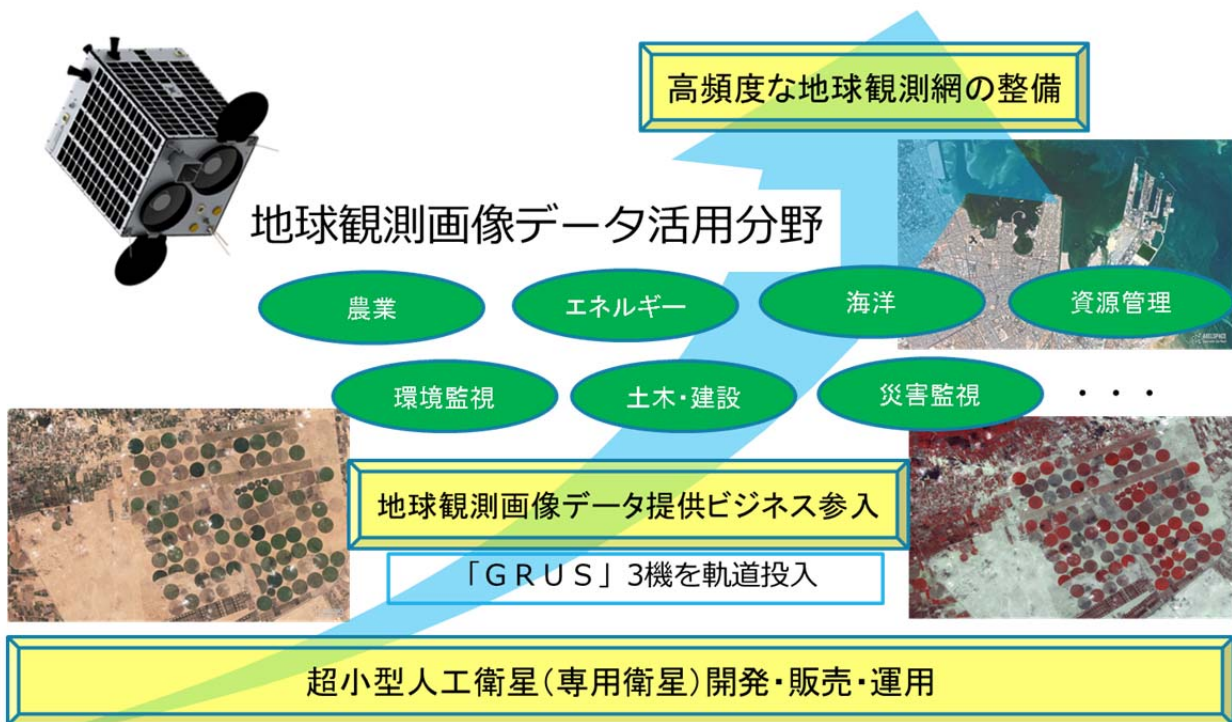 高頻度な地球観測網の整備
地球観測画像データ活用分野
農業
エネルギー
海洋
資源管理
環境監視
土木・建設
災害監視
・・・
地球観測画像データ提供ビジネス参入
「ＧＲＵＳ」3機を軌道投入
超小型人工衛星(専用衛星)開発・販売・運用